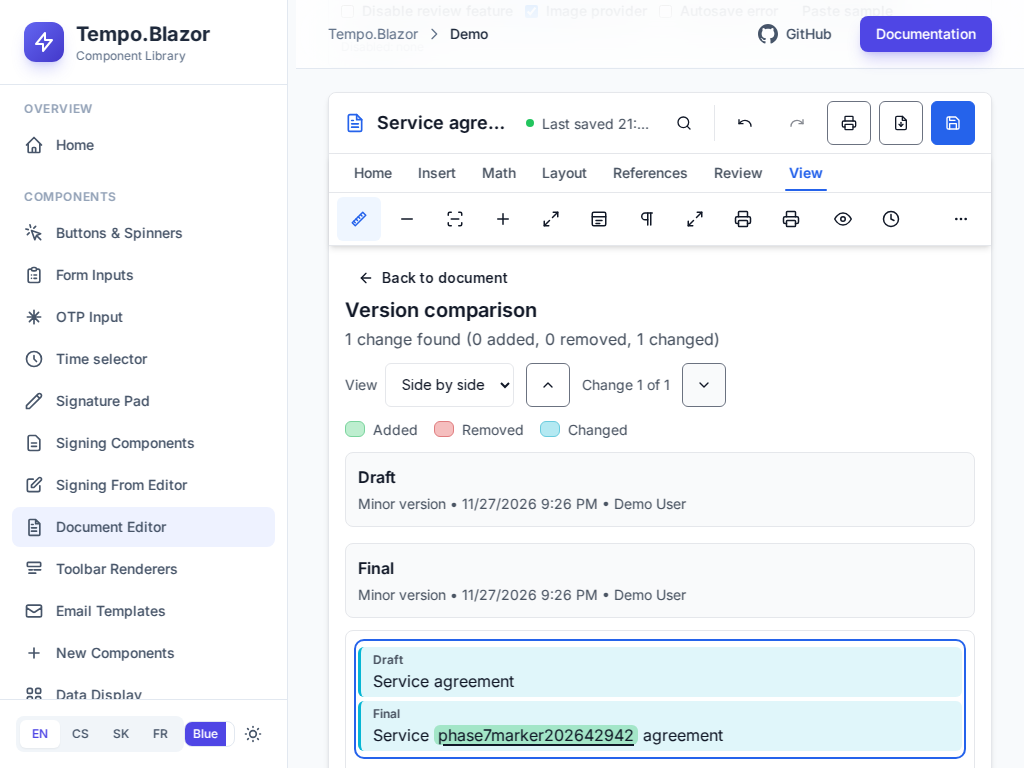 Tempo.Blazor
Component Library
OVERVIEW
Home
COMPONENTS
Buttons & Spinners
Form Inputs
OTP Input
Time selector
Signature Pad
Signing Components
Signing From Editor
Document Editor
Toolbar Renderers
Email Templates
New Components
Data Display
EN CS SK FR Blue
Disable review feature Image provider Autosave error Paste sample
Tempo.Blazor > Demo GitHub Documentation
Service agre... Last saved 21:...
Home Insert Math Layout References Review View
Back to document
Version comparison
1 change found (0 added, 0 removed, 1 changed)
View Side by side Change 1 of 1
Added Removed Changed
Draft
Minor version • 11/27/2026 9:26 PM • Demo User
Final
Minor version • 11/27/2026 9:26 PM • Demo User
Draft
Service agreement
Final
Service phase7marker202642942 agreement